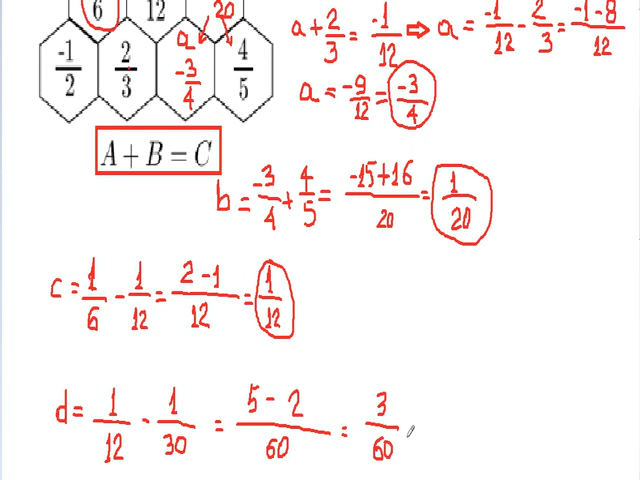 6 12 20
a
-1/2 2/3 -3/4 4/5
A + B = C
a + 2/3 = -1/12 ⇨ a = -1/12 - 2/3 = -1-8/12
a = -9/12 = -3/4
b = -3/4 + 4/5 = -15+16/20 = 1/20
c = 1/6 - 1/12 = 2-1/12 = 1/12
d = 1/12 - 1/30 = 5-2/60 = 3/60